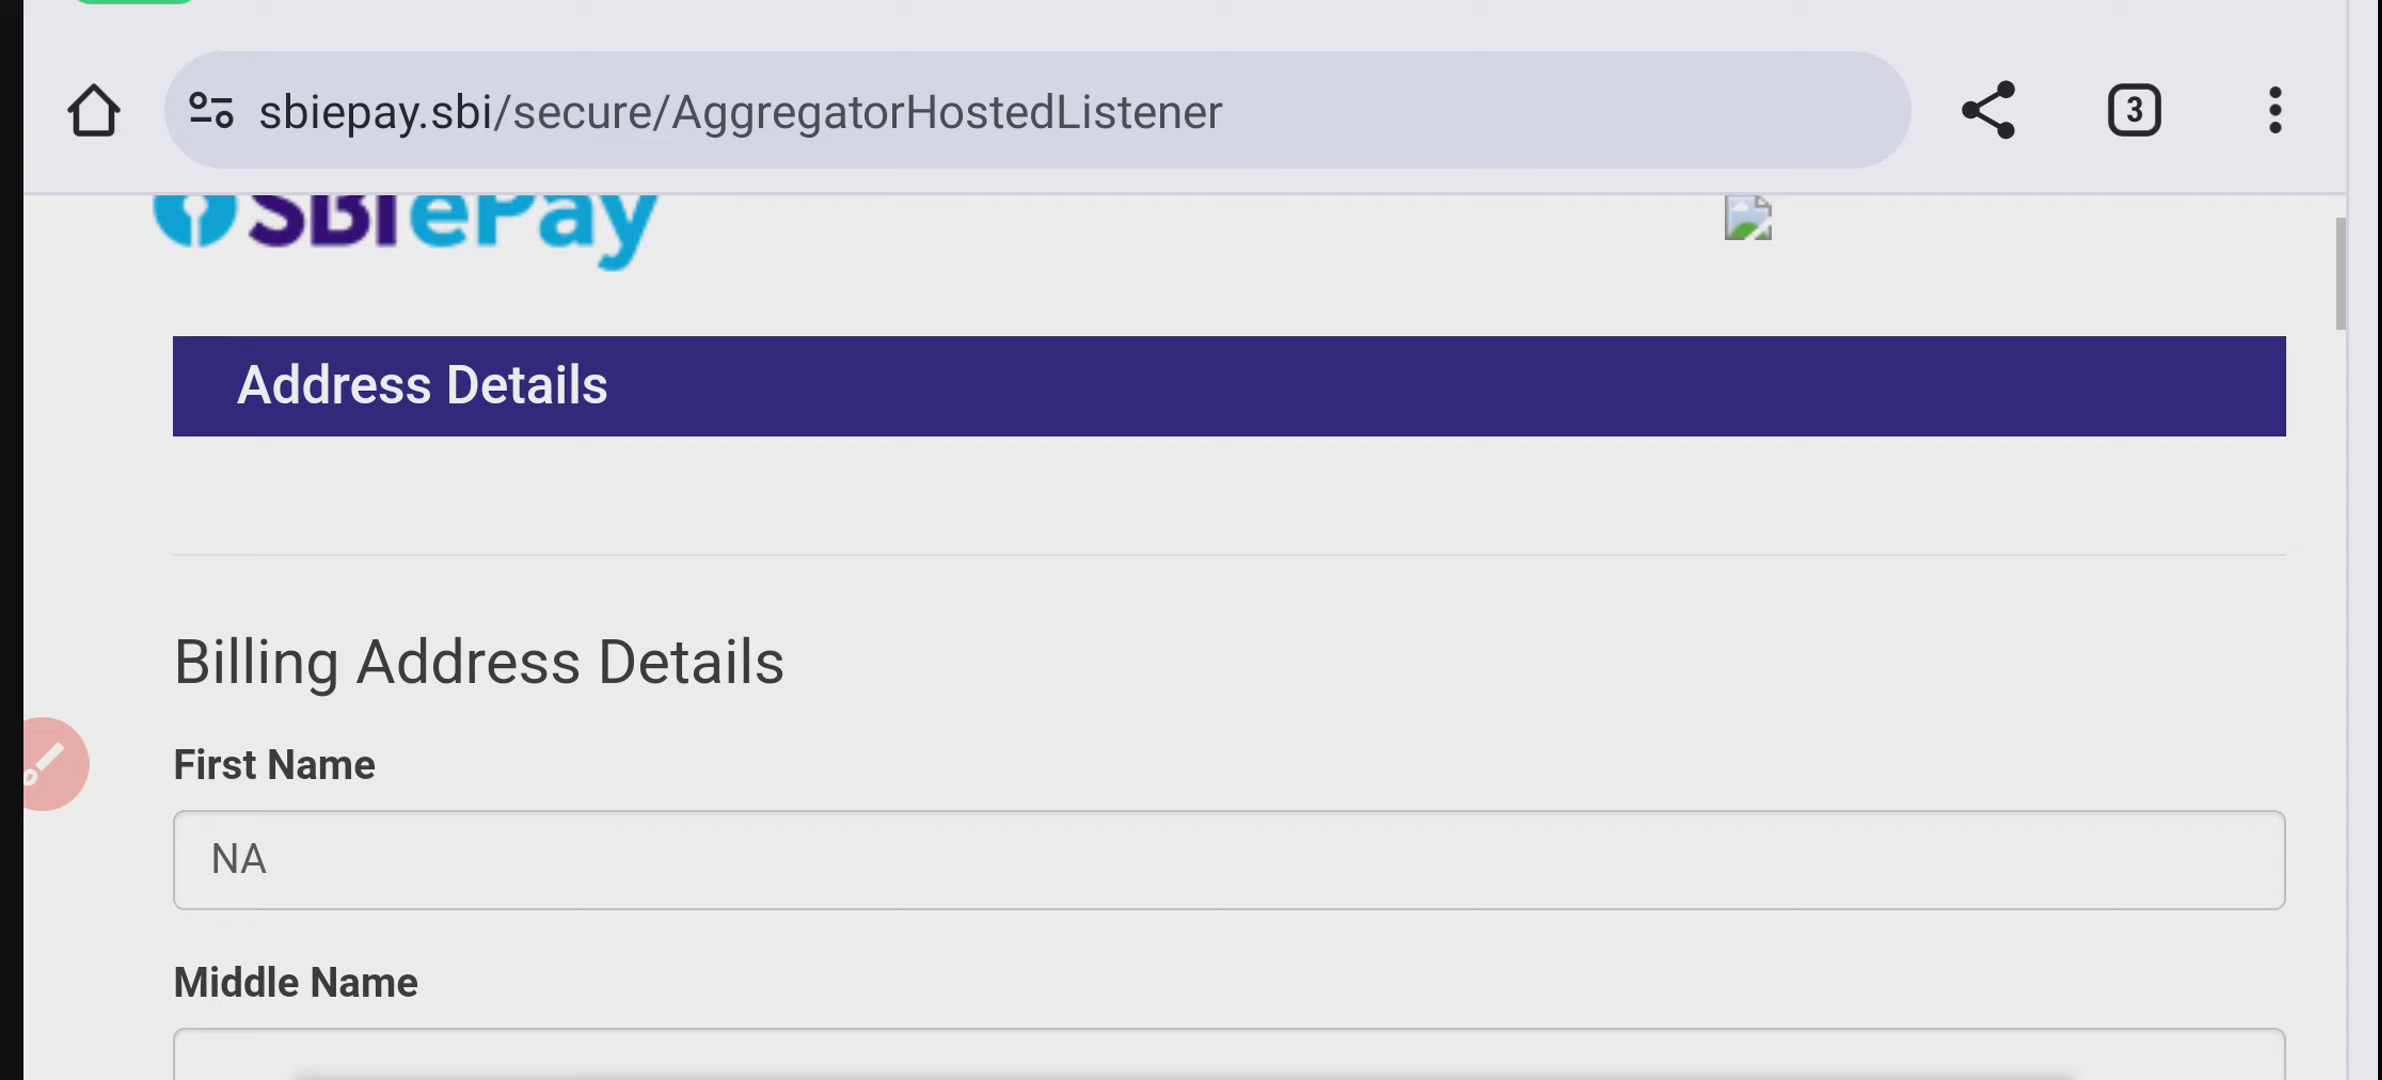 sbiepay.sbi/secure/AggregatorHostedListener
3
SBIePay
Address Details
Billing Address Details
First Name
NA
Middle Name